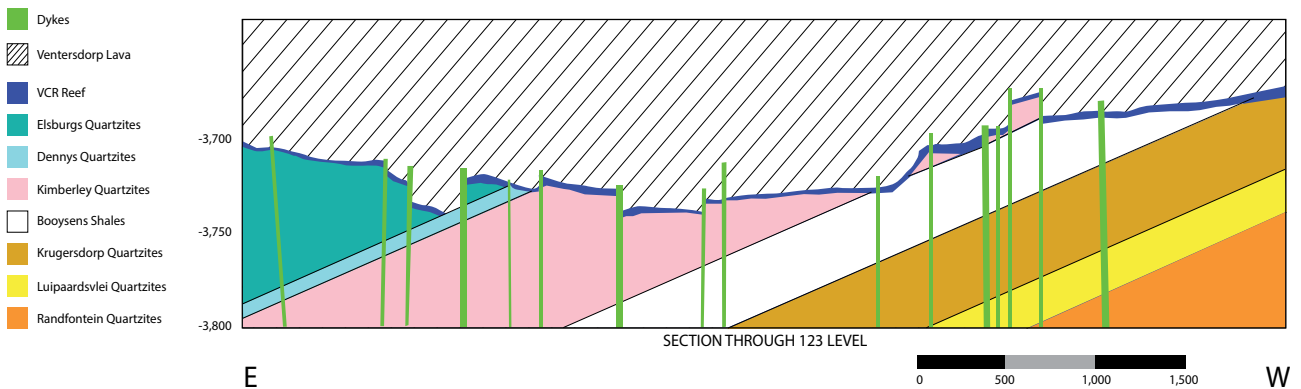 Dykes
Ventersdorp Lava
VCR Reef
Elsburgs Quartzites
Dennys Quartzites
Kimberley Quartzites
Booysens Shales
Krugersdorp Quartzites
Luipaardsvlei Quartzites
Randfontein Quartzites
-3,700
-3,750
-3,800
SECTION THROUGH 123 LEVEL
E
W
0 500 1,000 1,500